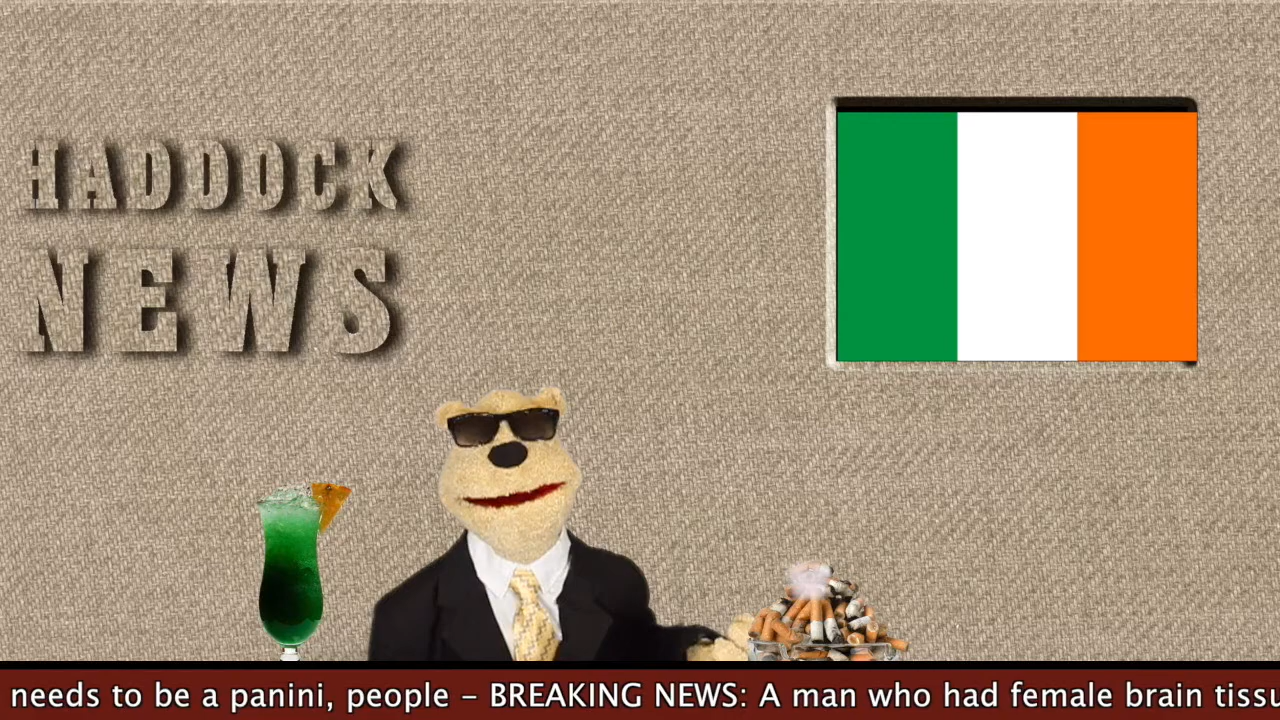 HADDOCK
NEWS
needs to be a panini, people – BREAKING NEWS: A man who had female brain tissu